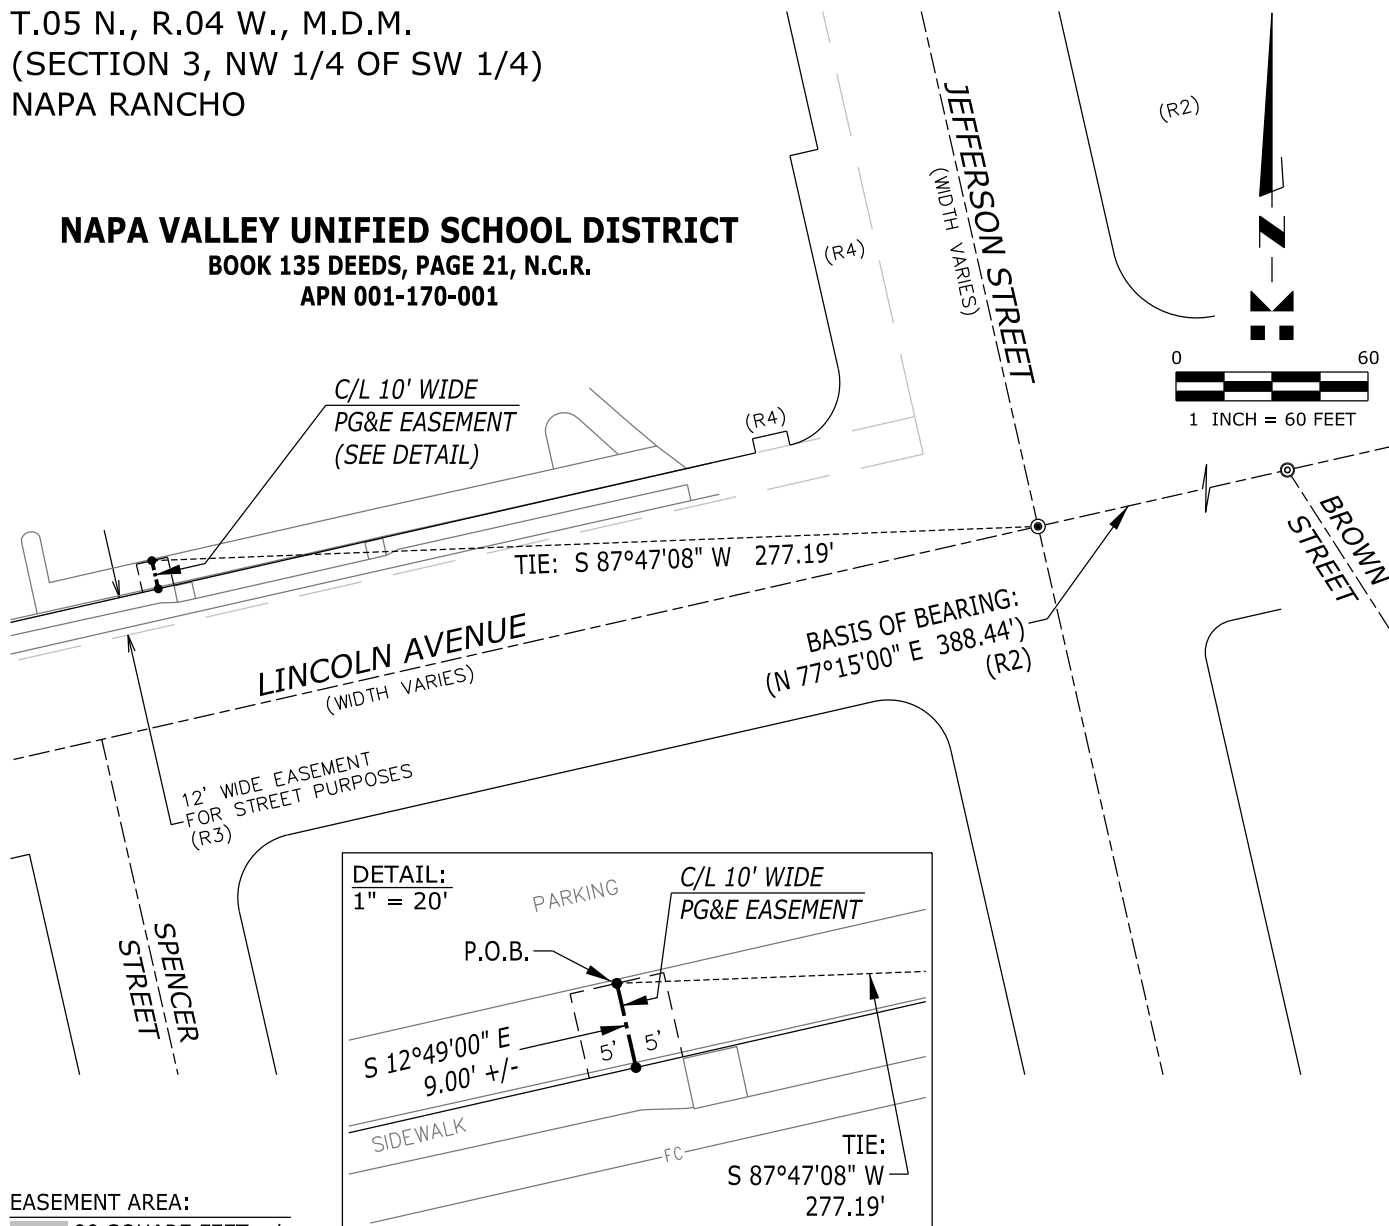 T.05 N., R.04 W., M.D.M.
(SECTION 3, NW 1/4 OF SW 1/4)
NAPA RANCHO
NAPA VALLEY UNIFIED SCHOOL DISTRICT
BOOK 135 DEEDS, PAGE 21, N.C.R.
APN 001-170-001
JEFFERSON STREET
(WIDTH VARIES)
(R2)
(R4)
N
0 60
1 INCH = 60 FEET
C/L 10' WIDE
PG&E EASEMENT
(SEE DETAIL)
(R4)
TIE: S 87°47'08" W 277.19'
BROWN
STREET
BASIS OF BEARING:
(N 77°15'00" E 388.44')
(R2)
LINCOLN AVENUE
(WIDTH VARIES)
12' WIDE EASEMENT
FOR STREET PURPOSES
(R3)
SPENCER
STREET
DETAIL:
1" = 20'
PARKING
C/L 10' WIDE
PG&E EASEMENT
P.O.B.
S 12°49'00" E
9.00' +/-
5' 5'
SIDEWALK
FC
TIE:
S 87°47'08" W
277.19'
EASEMENT AREA: